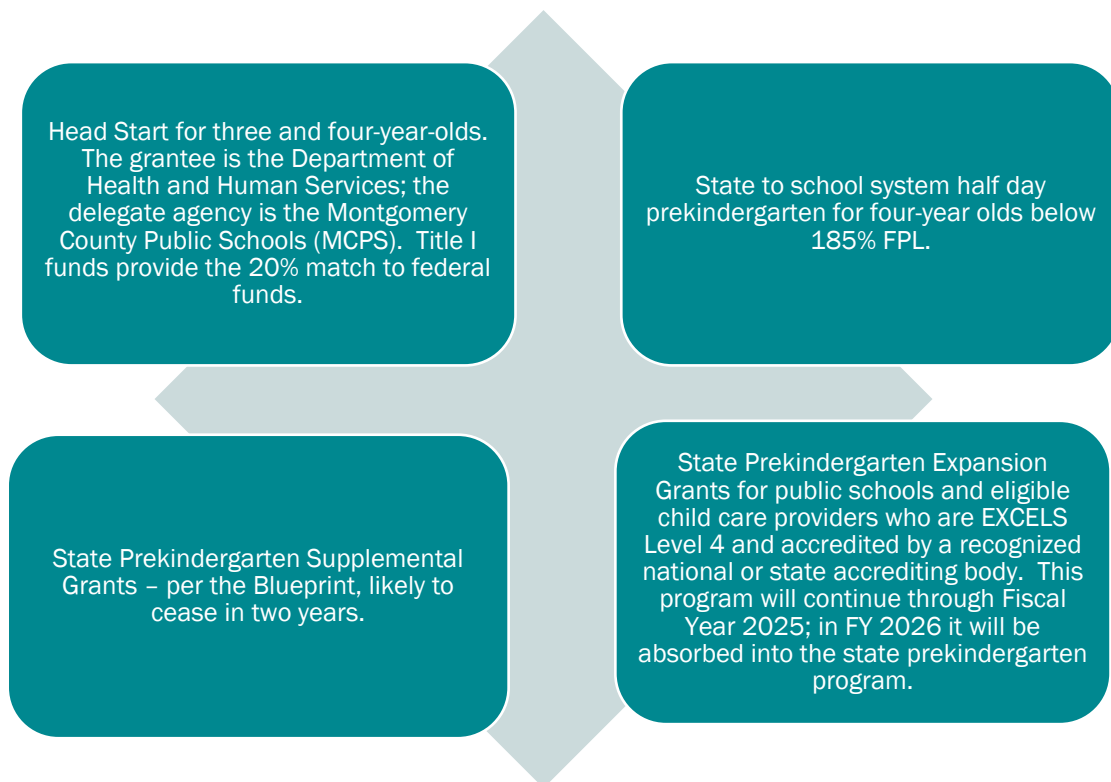 Head Start for three and four-year-olds.
The grantee is the Department of
Health and Human Services; the
delegate agency is the Montgomery
County Public Schools (MCPS).  Title I
funds provide the 20% match to federal
funds.
State to school system half day
prekindergarten for four-year olds below
185% FPL.
State Prekindergarten Supplemental
Grants – per the Blueprint, likely to
cease in two years.
State Prekindergarten Expansion
Grants for public schools and eligible
child care providers who are EXCELS
Level 4 and accredited by a recognized
national or state accrediting body.  This
program will continue through Fiscal
Year 2025; in FY 2026 it will be
absorbed into the state prekindergarten
program.